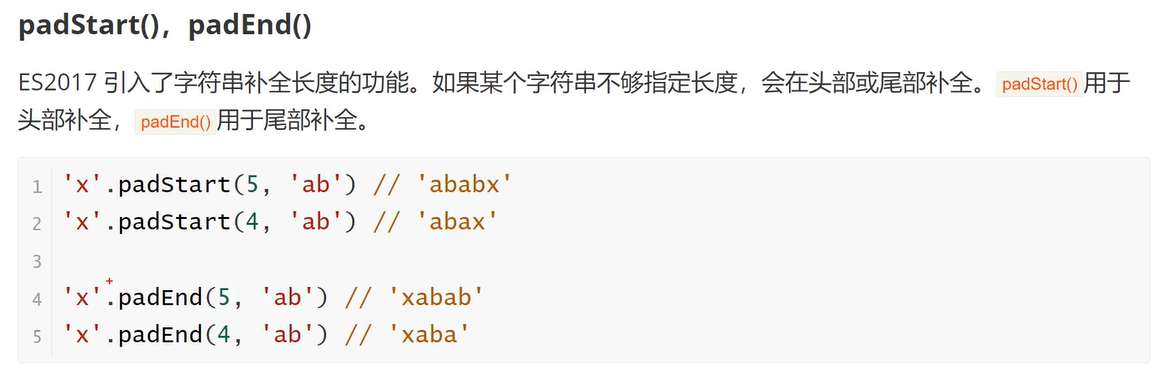 padStart()，padEnd()
ES2017 引入了字符串补全长度的功能。如果某个字符串不够指定长度，会在头部或尾部补全。padStart()用于
头部补全，padEnd()用于尾部补全。
1 'x'.padStart(5, 'ab') // 'ababx'
2 'x'.padStart(4, 'ab') // 'abax'
3
4 'x'.padEnd(5, 'ab') // 'xabab'
5 'x'.padEnd(4, 'ab') // 'xaba'